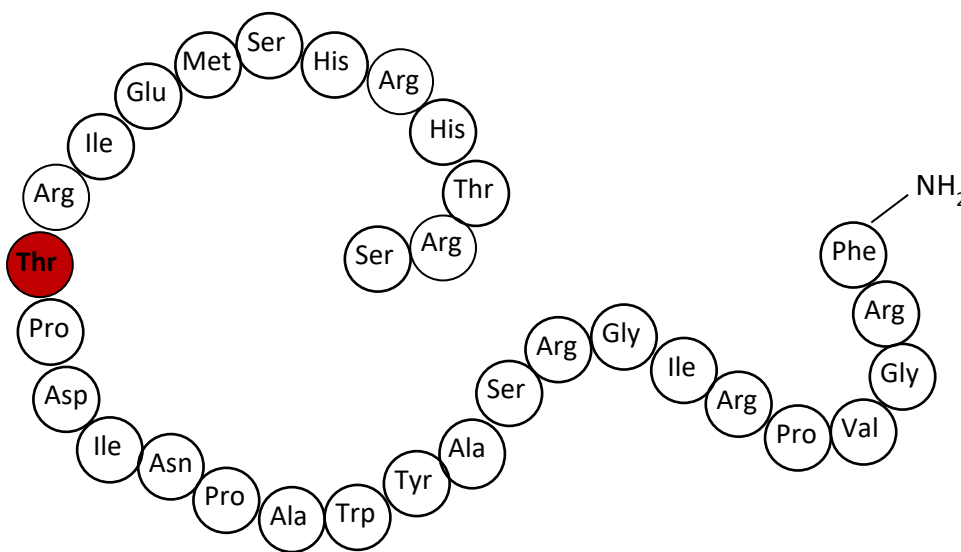 Ser
Arg
Thr
His
Arg
His
Ser
Met
Glu
Ile
Arg
Thr
Pro
Asp
Ile
Asn
Pro
Ala
Trp
Tyr
Ala
Ser
Arg
Gly
Ile
Arg
Pro
Val
Gly
Arg
Phe
NH2